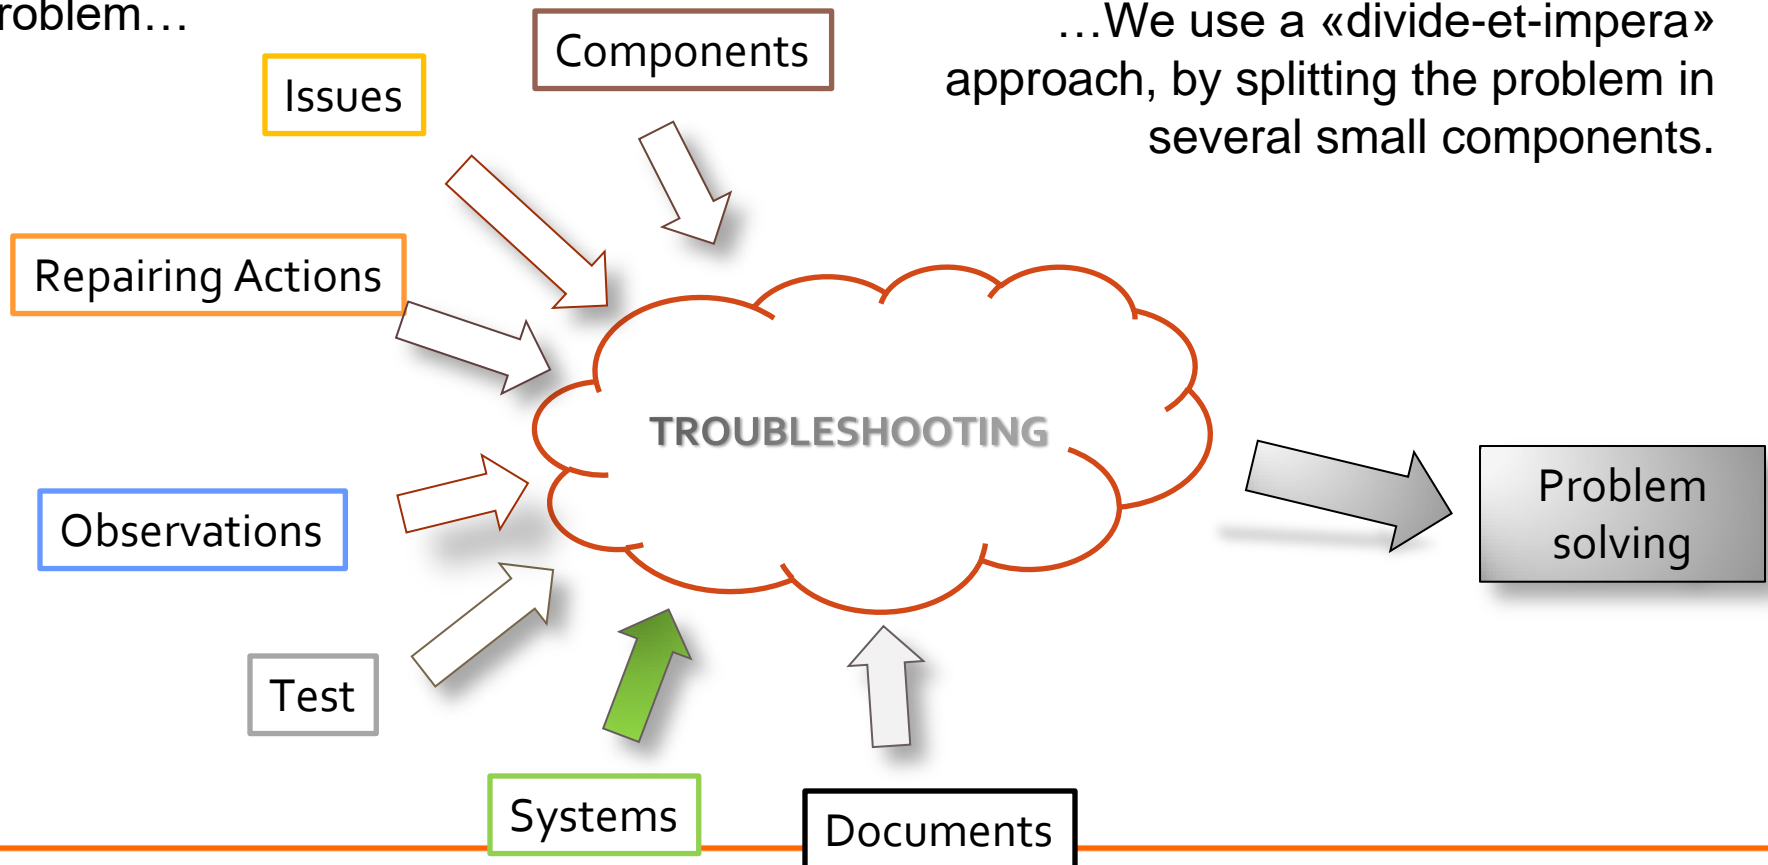 roblem…
…We use a «divide-et-impera»
approach, by splitting the problem in
several small components.
Components
Issues
Repairing Actions
TROUBLESHOOTING
Observations
Problem
solving
Test
Systems
Documents